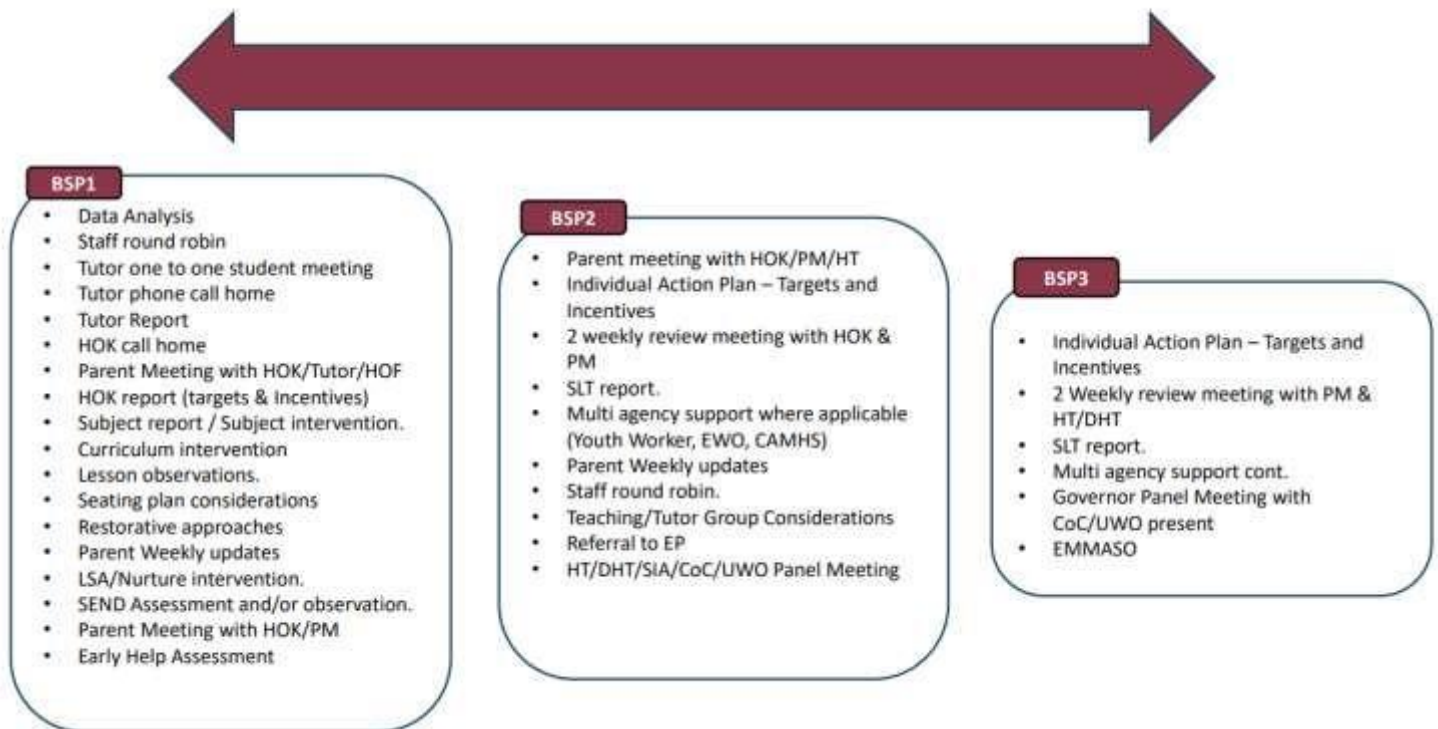 BSP1
• Data Analysis
• Staff round robin
• Tutor one to one student meeting
• Tutor phone call home
• Tutor Report
• HOK call home
• Parent Meeting with HOK/Tutor/HOF
• HOK report (targets & Incentives)
• Subject report / Subject intervention.
• Curriculum intervention
• Lesson observations.
• Seating plan considerations
• Restorative approaches
• Parent Weekly updates
• LSA/Nurture intervention.
• SEND Assessment and/or observation.
• Parent Meeting with HOK/PM
• Early Help Assessment
BSP2
• Parent meeting with HOK/PM/HT
• Individual Action Plan – Targets and
Incentives
• 2 weekly review meeting with HOK &
PM
• SLT report.
• Multi agency support where applicable
(Youth Worker, EWO, CAMHS)
• Parent Weekly updates
• Staff round robin.
• Teaching/Tutor Group Considerations
• Referral to EP
• HT/DHT/SIA/CoC/UWO Panel Meeting
BSP3
• Individual Action Plan – Targets and
Incentives
• 2 Weekly review meeting with PM &
HT/DHT
• SLT report.
• Multi agency support cont.
• Governor Panel Meeting with
CoC/UWO present
• EMMASO